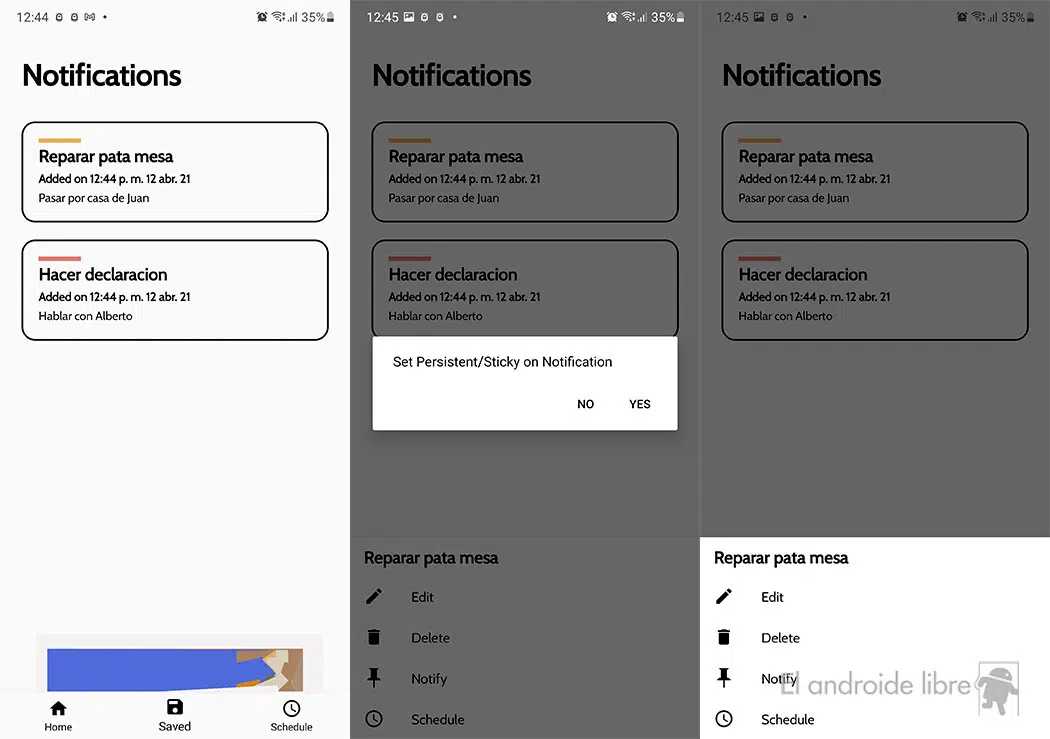 12:44
35%
Notifications
Reparar pata mesa
Added on 12:44 p. m. 12 abr. 21
Pasar por casa de Juan
Hacer declaracion
Added on 12:44 p. m. 12 abr. 21
Hablar con Alberto
Home
Saved
Schedule
12:45
35%
Notifications
Reparar pata mesa
Added on 12:44 p. m. 12 abr. 21
Pasar por casa de Juan
Hacer declaracion
Added on 12:44 p. m. 12 abr. 21
Hablar con Alberto
Set Persistent/Sticky on Notification
NO
YES
Reparar pata mesa
Edit
Delete
Notify
Schedule
12:45
35%
Notifications
Reparar pata mesa
Added on 12:44 p. m. 12 abr. 21
Pasar por casa de Juan
Hacer declaracion
Added on 12:44 p. m. 12 abr. 21
Hablar con Alberto
Reparar pata mesa
Edit
Delete
Notify
El androide libre
Schedule